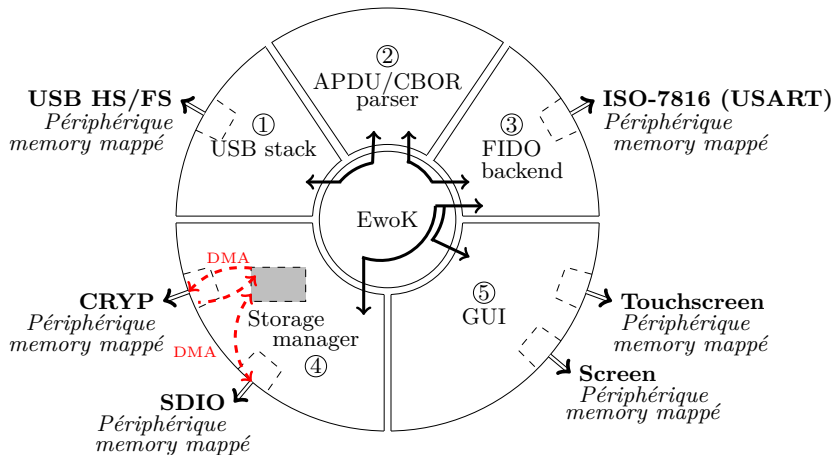 ②
APDU/CBOR
parser
USB HS/FS
Périphérique
memory mappé
①
USB stack
③
FIDO
backend
ISO-7816 (USART)
Périphérique
memory mappé
EwoK
DMA
CRYP
Périphérique
memory mappé
Storage
manager
④
DMA
SDIO
Périphérique
memory mappé
⑤
GUI
Touchscreen
Périphérique
memory mappé
Screen
Périphérique
memory mappé